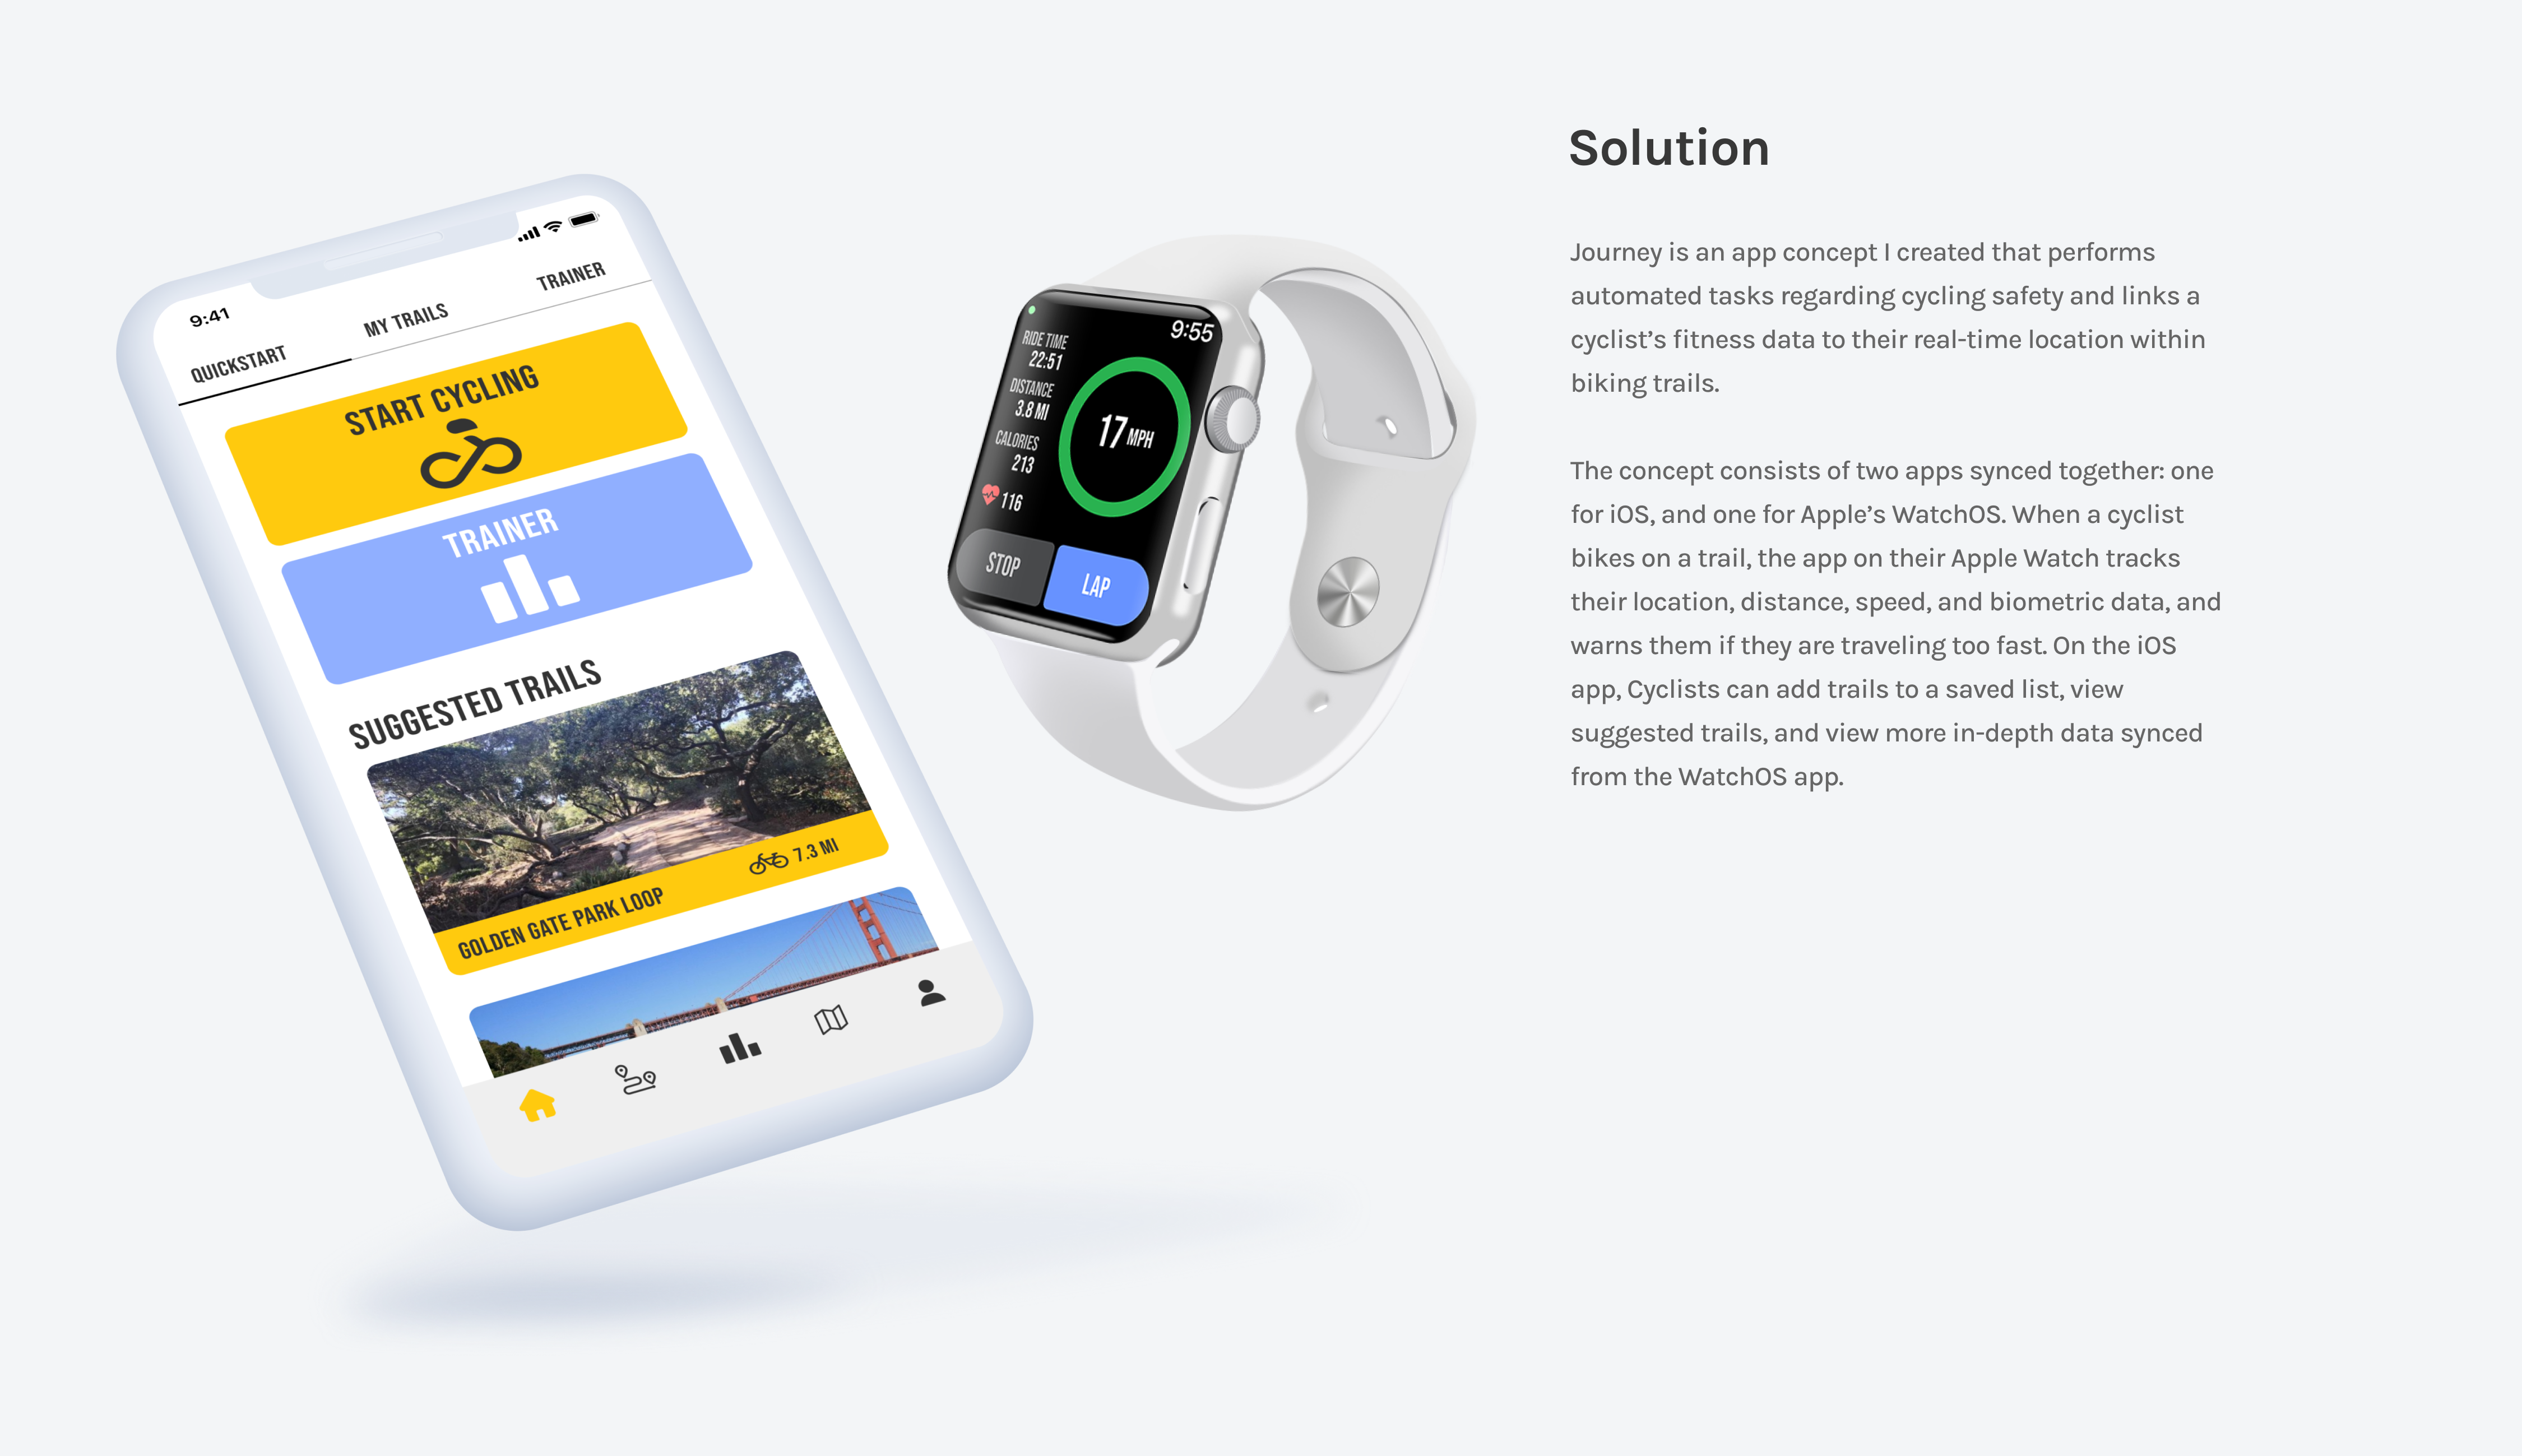 9:41
QUICKSTART
MY TRAILS
TRAINER
START CYCLING
TRAINER
SUGGESTED TRAILS
7.3 MI
GOLDEN GATE PARK LOOP
9:55
RIDE TIME
22:51
DISTANCE
3.8 MI
CALORIES
213
116
17 MPH
STOP
LAP
Solution
Journey is an app concept I created that performs
automated tasks regarding cycling safety and links a
cyclist’s fitness data to their real-time location within
biking trails.
The concept consists of two apps synced together: one
for iOS, and one for Apple’s WatchOS. When a cyclist
bikes on a trail, the app on their Apple Watch tracks
their location, distance, speed, and biometric data, and
warns them if they are traveling too fast. On the iOS
app, Cyclists can add trails to a saved list, view
suggested trails, and view more in-depth data synced
from the WatchOS app.